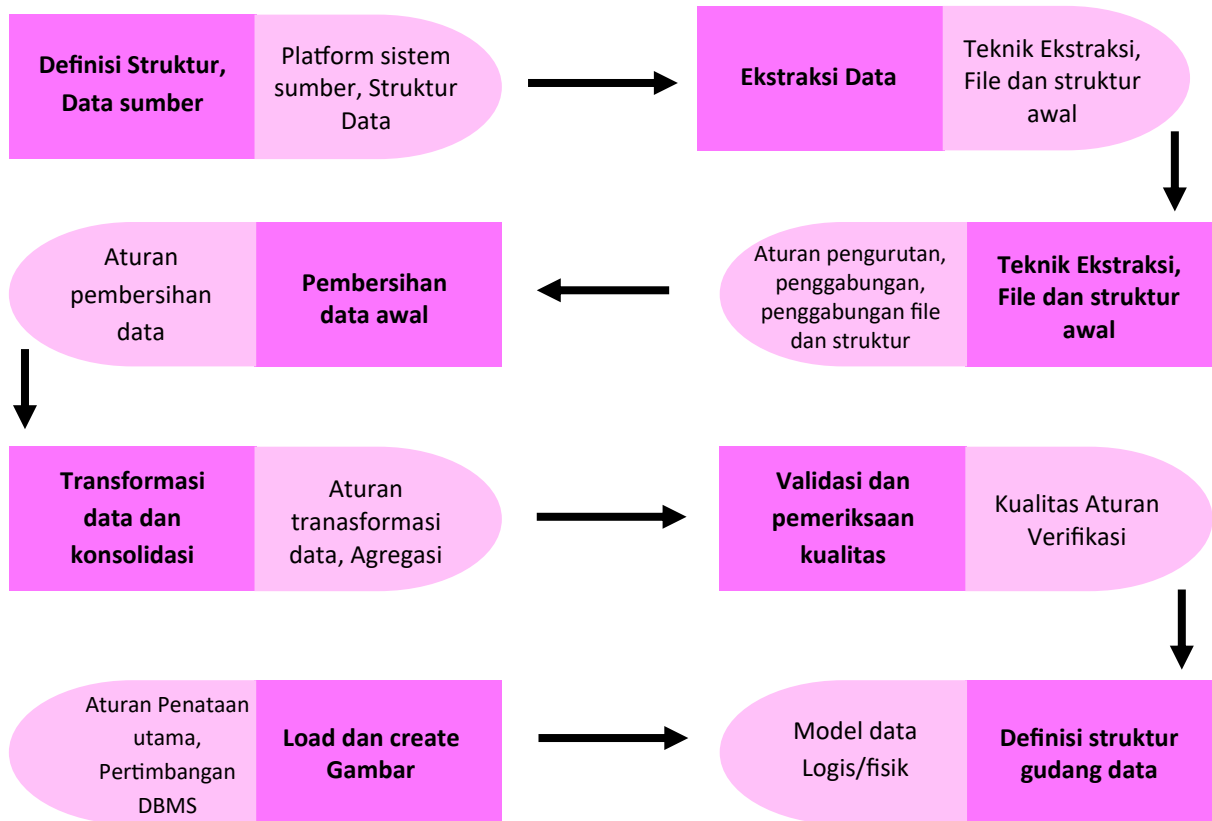 Definisi Struktur,
Data sumber
Platform sistem
sumber, Struktur
Data
Ekstraksi Data
Teknik Ekstraksi,
File dan struktur
awal
Aturan
pembersihan
data
Pembersihan
data awal
Aturan pengurutan,
penggabungan,
penggabungan file
dan struktur
Teknik Ekstraksi,
File dan struktur
awal
Transformasi
data dan
konsolidasi
Aturan
tranasformasi
data, Agregasi
Validasi dan
pemeriksaan
kualitas
Kualitas Aturan
Verifikasi
Aturan Penataan
utama,
Pertimbangan
DBMS
Load dan create
Gambar
Model data
Logis/fisik
Definisi struktur
gudang data